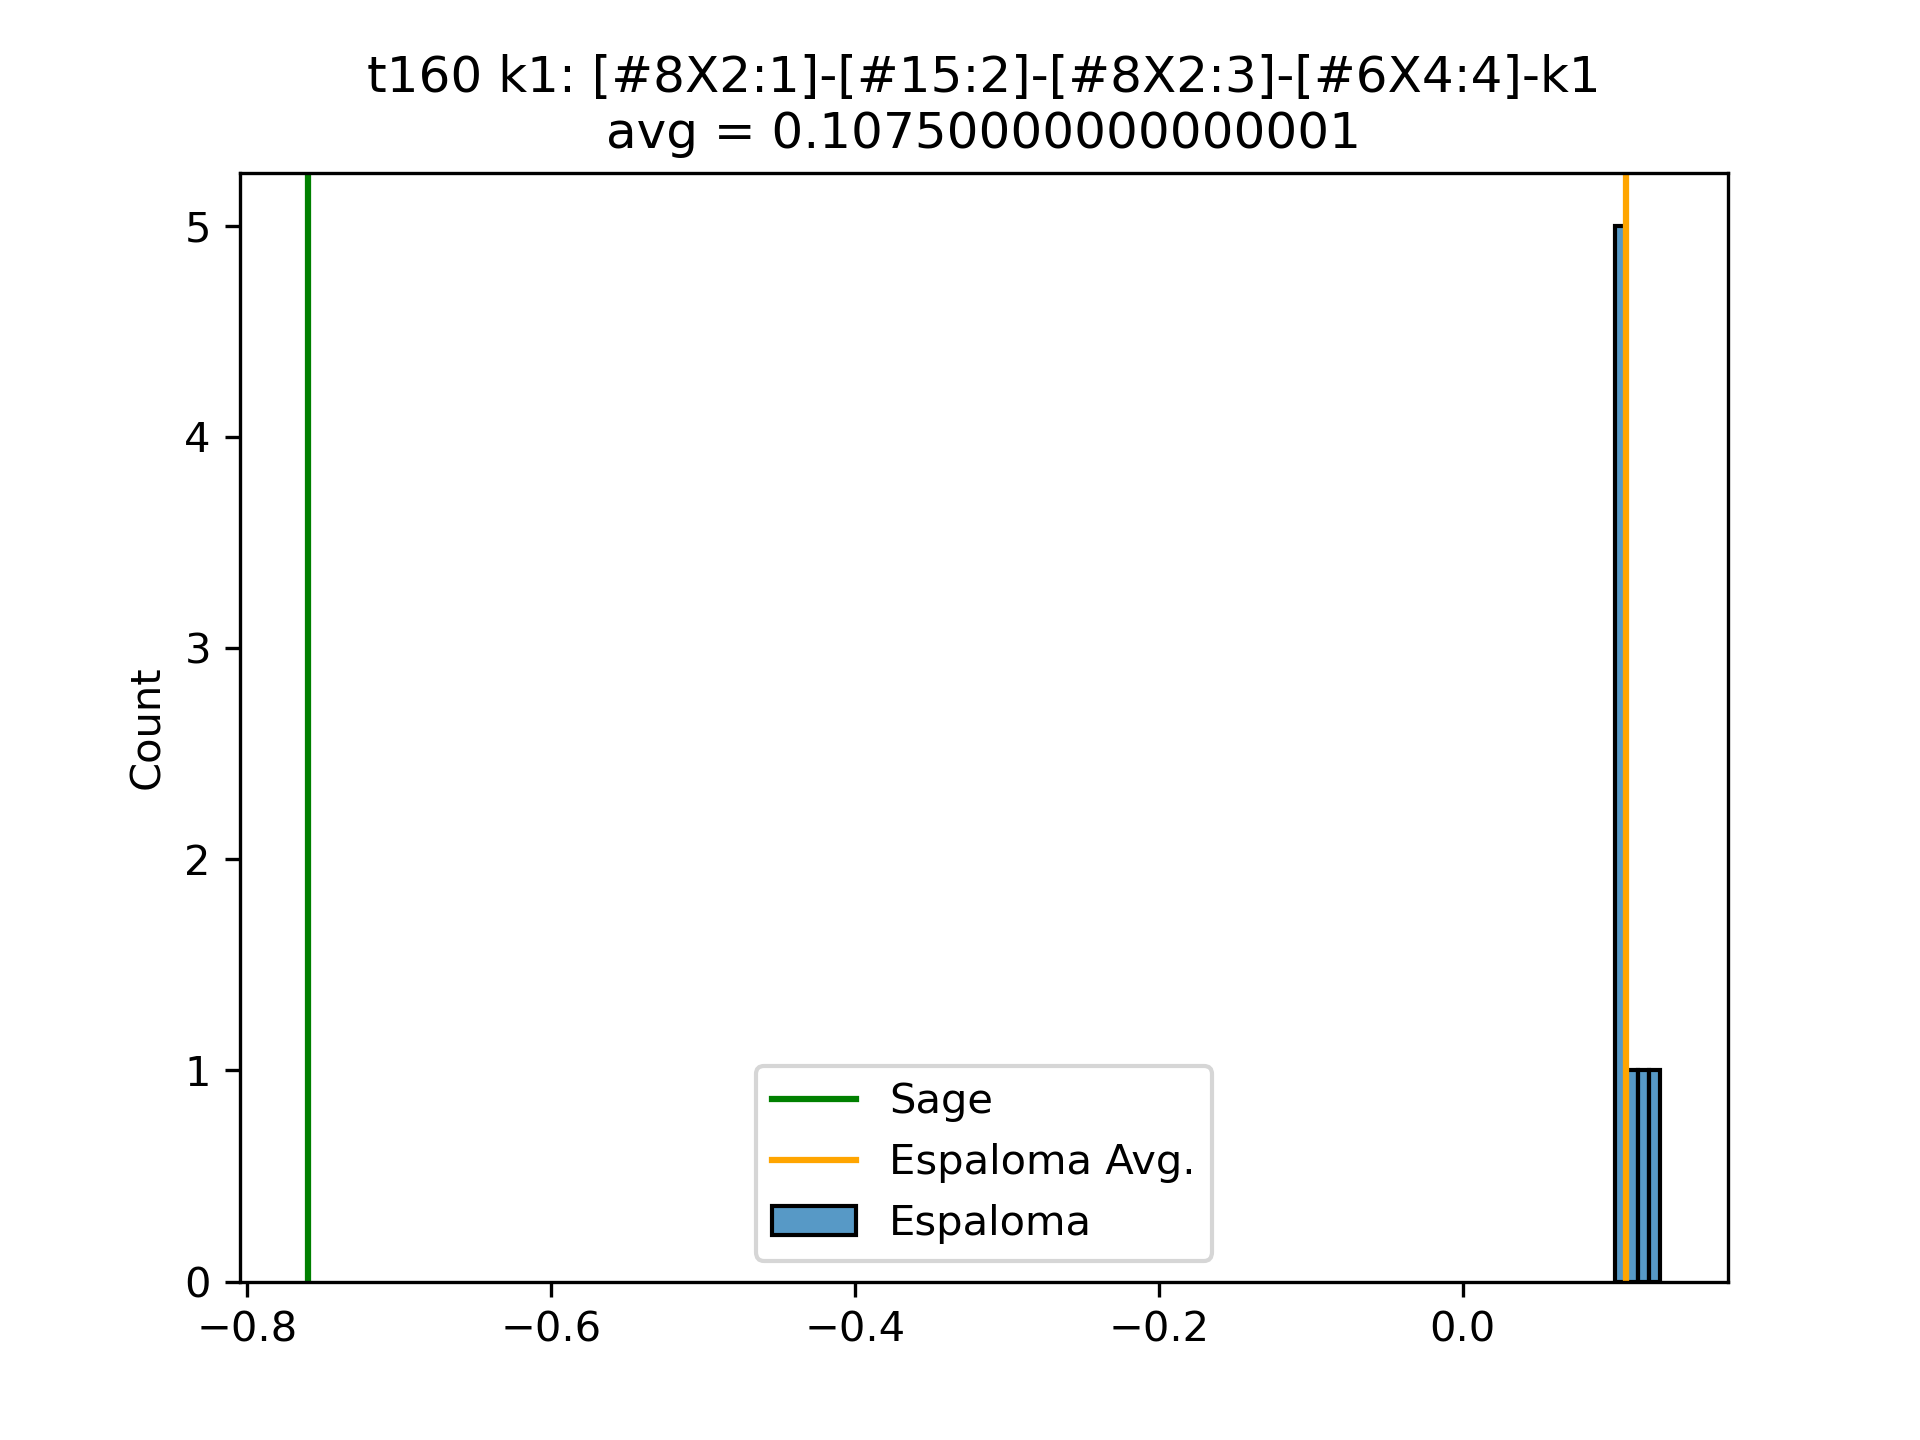 t160 k1: [#8X2:1]-[#15:2]-[#8X2:3]-[#6X4:4]-k1
avg = 0.10750000000000001
5
4
3
2
1
0
Count
Sage
Espaloma Avg.
Espaloma
−0.8 −0.6 −0.4 −0.2 0.0